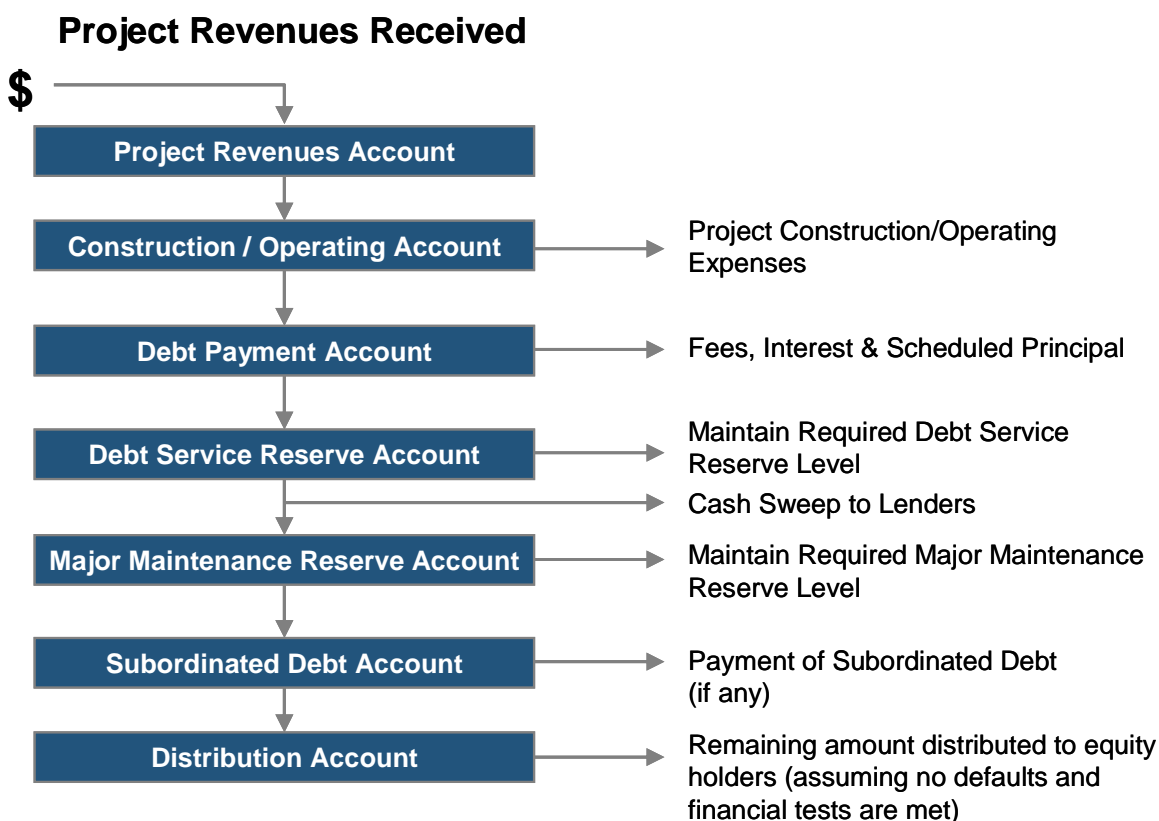 Project Revenues Received
$
Project Revenues Account
Construction / Operating Account
Project Construction/Operating
Expenses
Debt Payment Account
Fees, Interest & Scheduled Principal
Debt Service Reserve Account
Maintain Required Debt Service
Reserve Level
Cash Sweep to Lenders
Major Maintenance Reserve Account
Maintain Required Major Maintenance
Reserve Level
Subordinated Debt Account
Payment of Subordinated Debt
(if any)
Distribution Account
Remaining amount distributed to equity
holders (assuming no defaults and
financial tests are met)